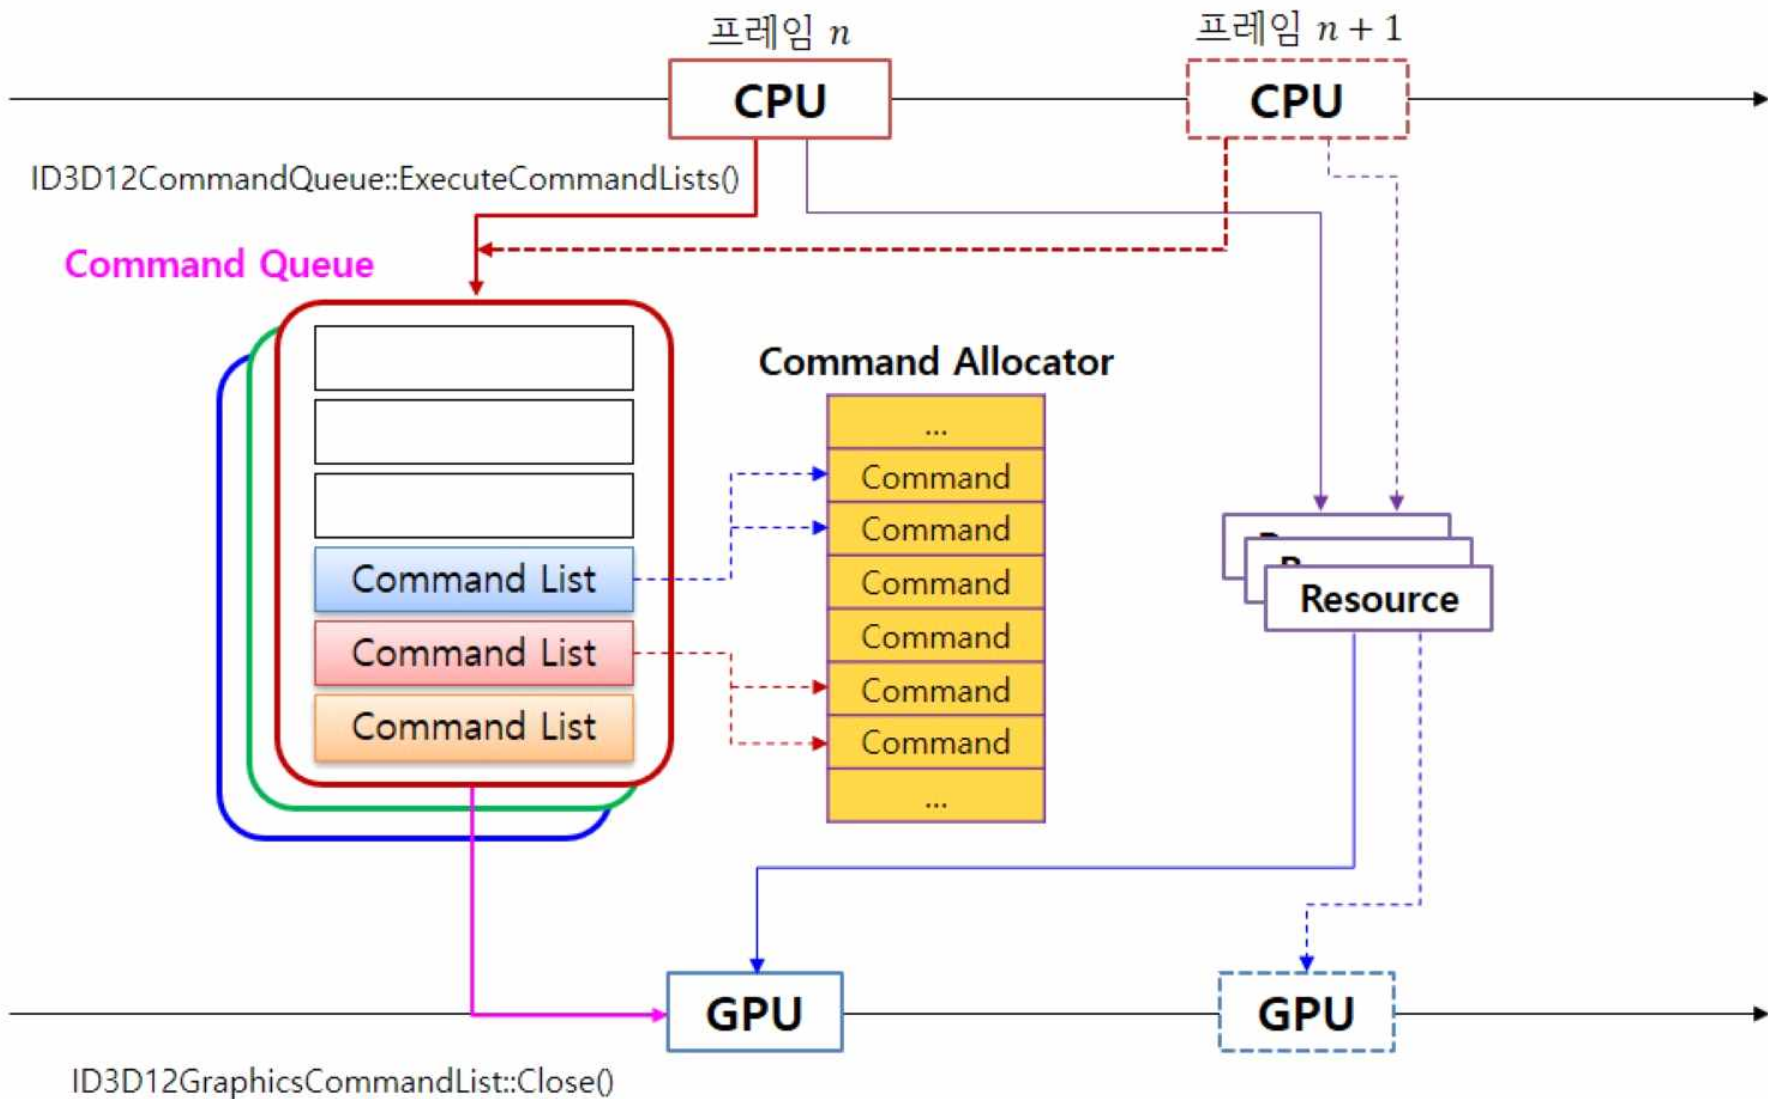 프레임 n
프레임 n + 1
CPU
CPU
ID3D12CommandQueue::ExecuteCommandLists()
Command Queue
Command Allocator
...
Command
Command
Command
Command
Command
Command
...
Command List
Command List
Command List
Resource
GPU
GPU
ID3D12GraphicsCommandList::Close()